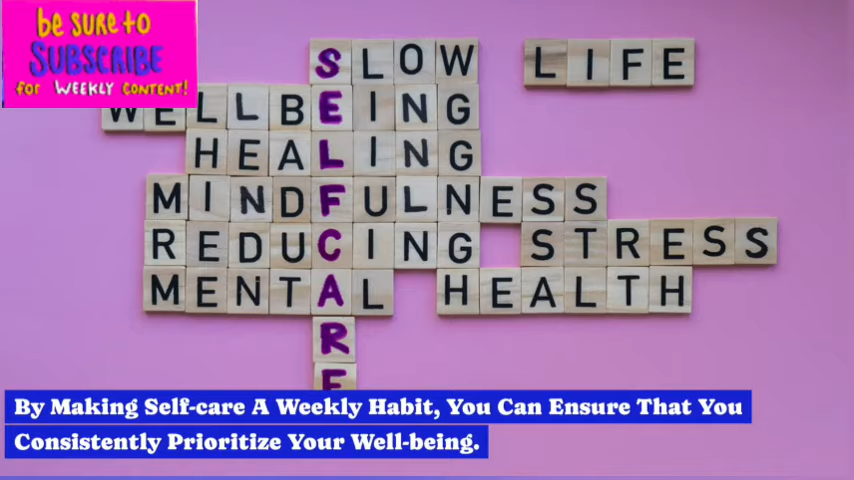 be SURE to
SUBSCRIBE
for WEEKLY CONTENT!
SLOW LIFE
WELLBEING
HEALING
MINDFULNESS
REDUCING STRESS
MENTAL HEALTH
R
E
By Making Self-care A Weekly Habit, You Can Ensure That You
Consistently Prioritize Your Well-being.